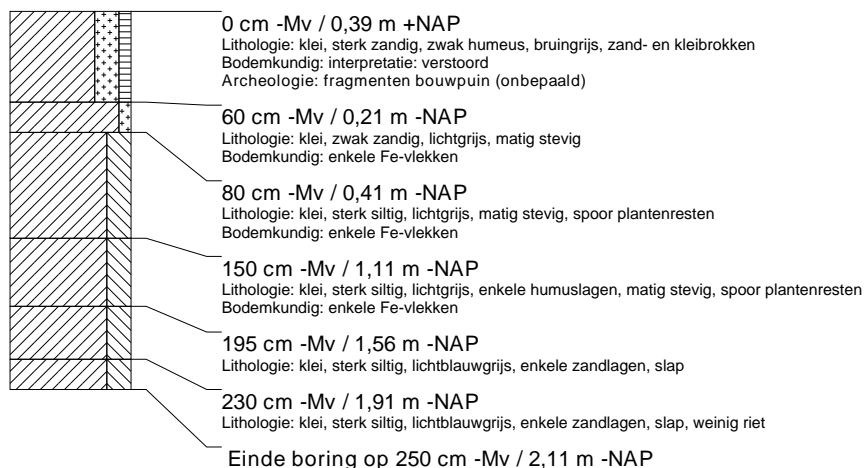 0 cm -Mv / 0,39 m +NAP
Lithologie: klei, sterk zandig, zwak humeus, bruingrijs, zand- en kleibrokken
Bodemkundig: interpretatie: verstoord
Archeologie: fragmenten bouwpuin (onbepaald)
60 cm -Mv / 0,21 m -NAP
Lithologie: klei, zwak zandig, lichtgrijs, matig stevig
Bodemkundig: enkele Fe-vlekken
80 cm -Mv / 0,41 m -NAP
Lithologie: klei, sterk siltig, lichtgrijs, matig stevig, spoor plantenresten
Bodemkundig: enkele Fe-vlekken
150 cm -Mv / 1,11 m -NAP
Lithologie: klei, sterk siltig, lichtgrijs, enkele humuslagen, matig stevig, spoor plantenresten
Bodemkundig: enkele Fe-vlekken
195 cm -Mv / 1,56 m -NAP
Lithologie: klei, sterk siltig, lichtblauwgrijs, enkele zandlagen, slap
230 cm -Mv / 1,91 m -NAP
Lithologie: klei, sterk siltig, lichtblauwgrijs, enkele zandlagen, slap, weinig riet
Einde boring op 250 cm -Mv / 2,11 m -NAP